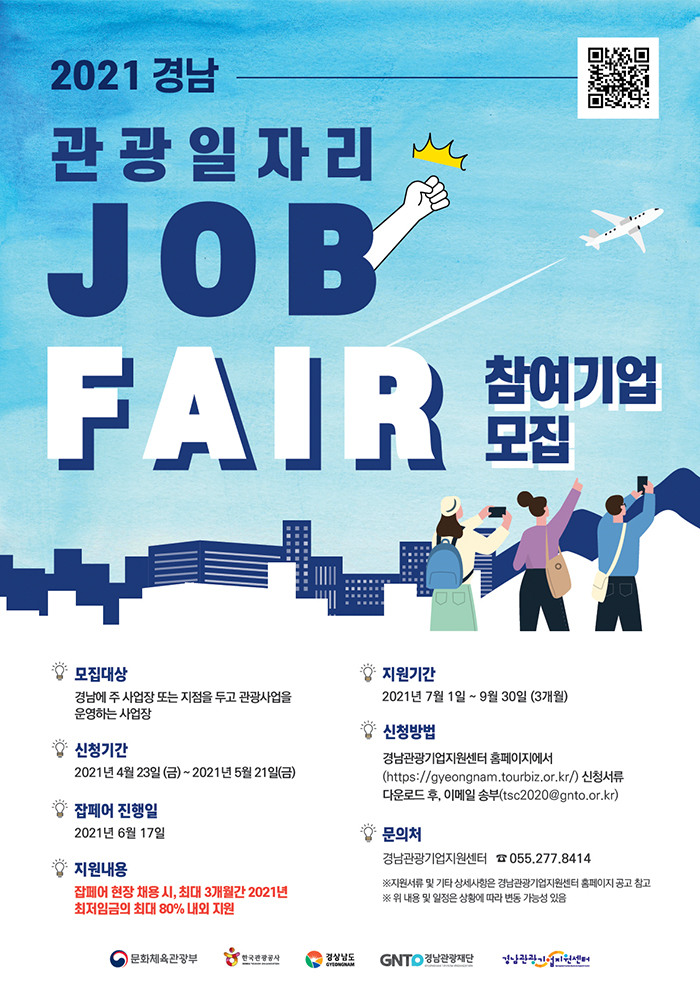 2021 경남
관광일자리
JOB
FAIR
참여기업
모집
모집대상
경남에 주 사업장 또는 지점을 두고 관광사업을
운영하는 사업장
신청기간
2021년 4월 23일 (금) ~ 2021년 5월 21일(금)
잡페어 진행일
2021년 6월 17일
지원내용
잡페어 현장 채용 시, 최대 3개월간 2021년
최저임금의 최대 80% 내외 지원
지원기간
2021년 7월 1일 ~ 9월 30일 (3개월)
신청방법
경남관광기업지원센터 홈페이지에서
(https://gyeongnam.tourbiz.or.kr/) 신청서류
다운로드 후, 이메일 송부(tsc2020@gnto.or.kr)
문의처
경남관광기업지원센터 ☎ 055.277.8414
※지원서류 및 기타 상세사항은 경남관광기업지원센터 홈페이지 공고 참고
※ 위 내용 및 일정은 상황에 따라 변동 가능성 있음
문화체육관광부
한국관광공사
경상남도
GYEONGNAM
GNTO 경남관광재단
경남관광기업지원센터